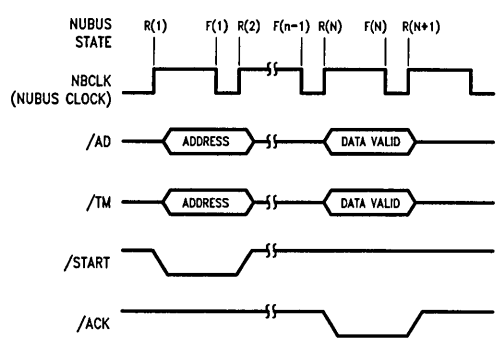 NUBUS STATE R(1) F(1) R(2) F(n-1) R(N) F(N) R(N+1)
NBCLK
(NUBUS CLOCK)
/AD ADDRESS DATA VALID
/TM ADDRESS DATA VALID
/START
/ACK